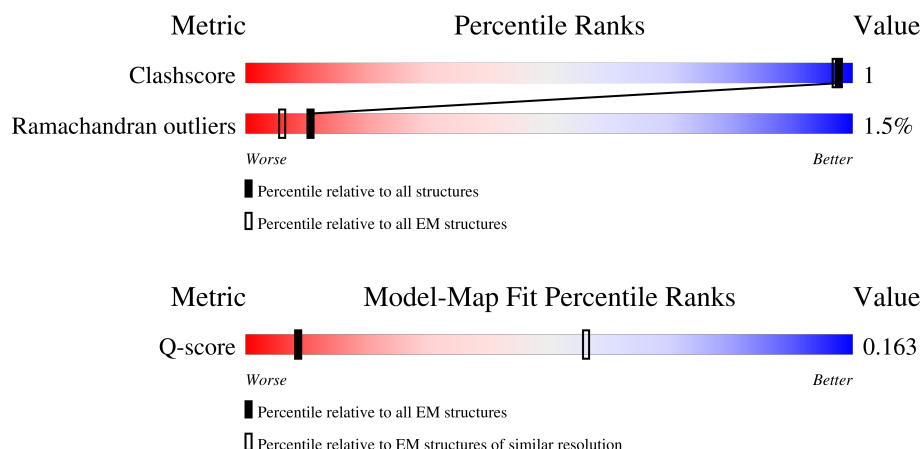 Metric Percentile Ranks Value
Clashscore 1
Ramachandran outliers 1.5%
Worse Better
Percentile relative to all structures
Percentile relative to all EM structures
Metric Model-Map Fit Percentile Ranks Value
Q-score 0.163
Worse Better
Percentile relative to all EM structures
Percentile relative to EM structures of similar resolution